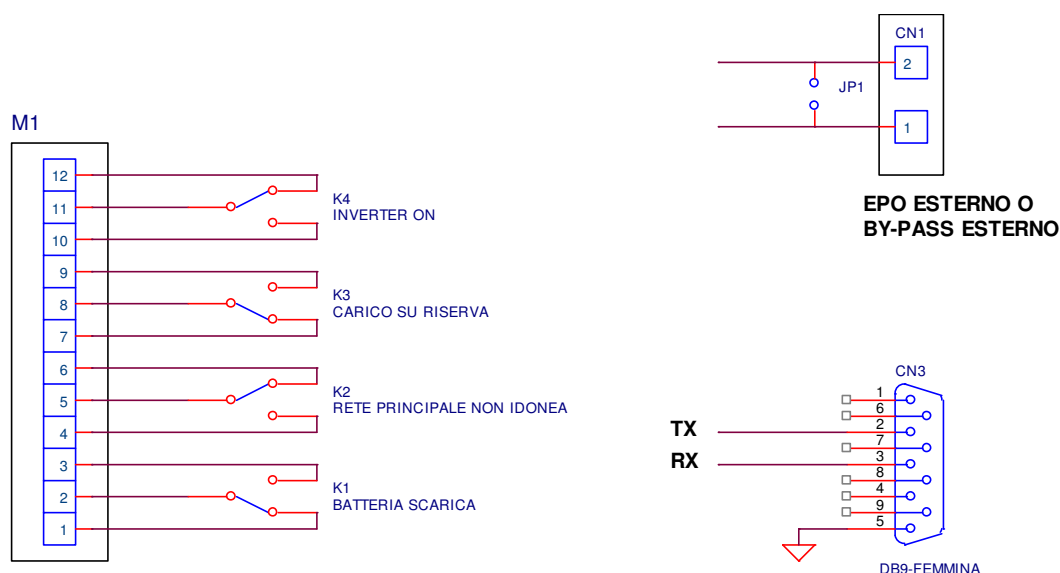 CN1
2
JP1
1
EPO ESTERNO O
BY-PASS ESTERNO
M1
12
11
10
9
8
7
6
5
4
3
2
1
K4
INVERTER ON
K3
CARICO SU RISERVA
K2
RETE PRINCIPALE NON IDONEA
K1
BATTERIA SCARICA
CN3
1
6
TX
2
7
RX
3
8
4
9
5
DB9-FEMMINA